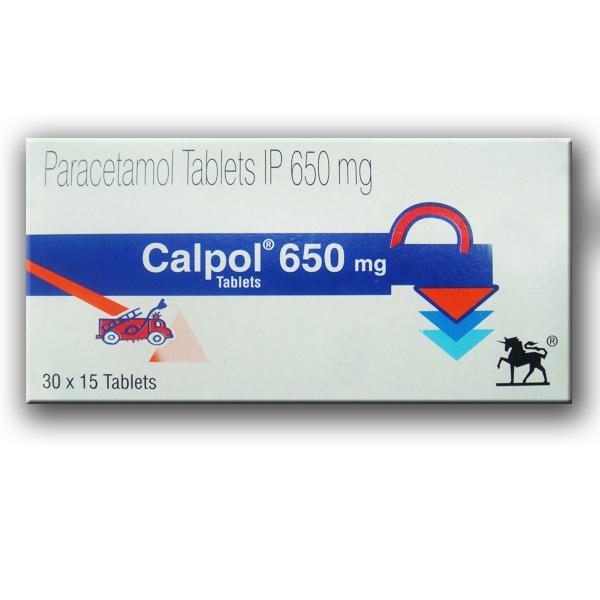 Paracetamol Tablets IP 650 mg
Calpol® 650 mg
Tablets
30 x 15 Tablets
®